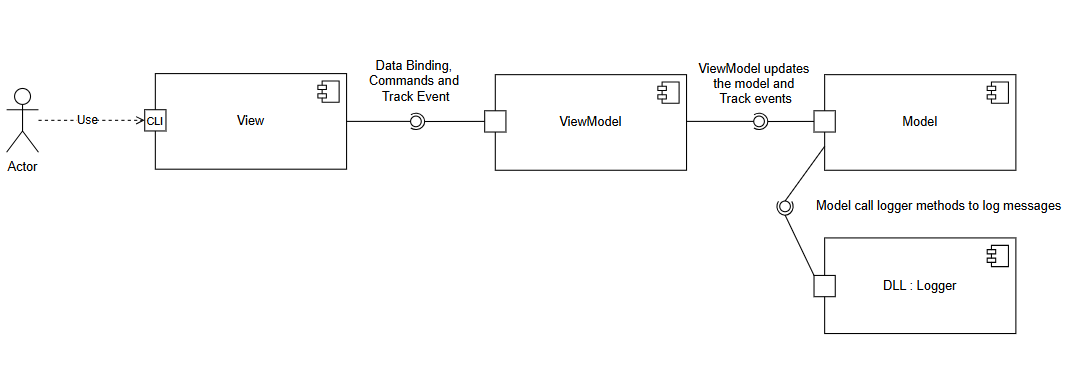 Data Binding,
Commands and
Track Event
ViewModel updates
the model and
Track events
Use
CLI
View
ViewModel
Model
Actor
Model call logger methods to log messages
DLL : Logger